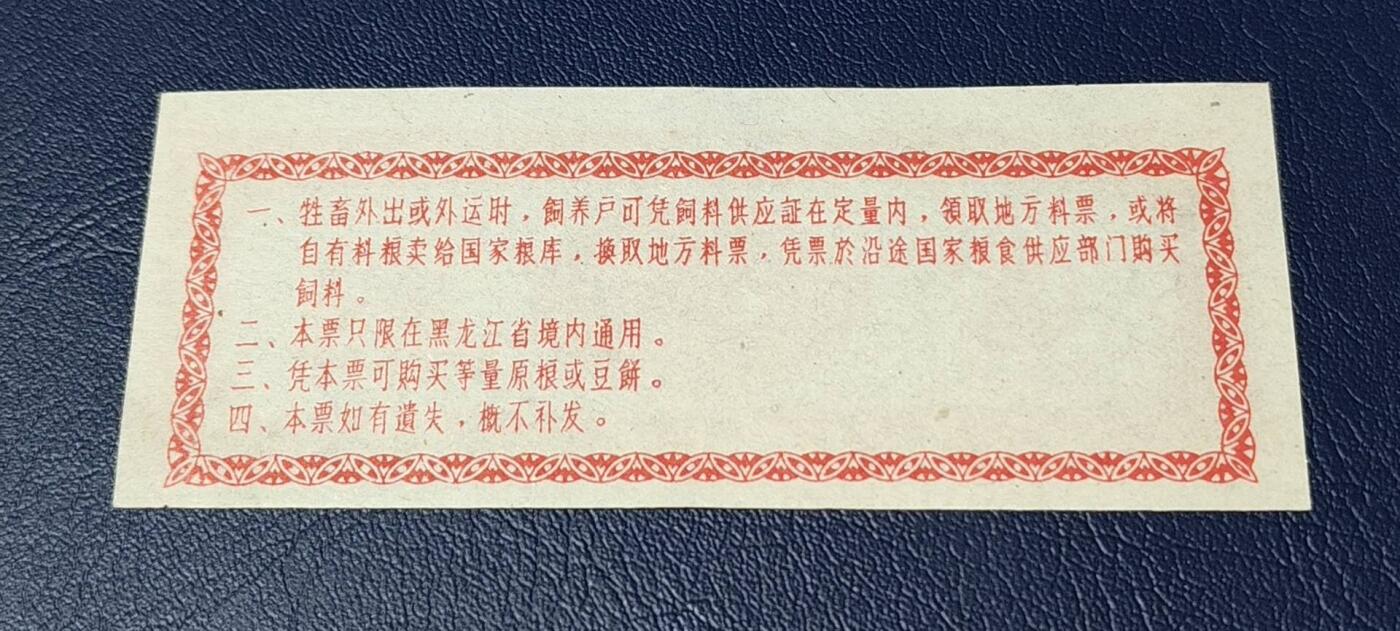 一、牲畜外出或外运时，飼养户可凭飼料供应証在定量内，領取地方料票，或将
自有料粮卖给国家粮库，換取地方料票，凭票於沿途国家粮食供应部门購买
飼料。
二、本票只限在黑龙江省境内通用。
三、凭本票可購买等量原粮或豆餅。
四、本票如有遺失，概不补发。